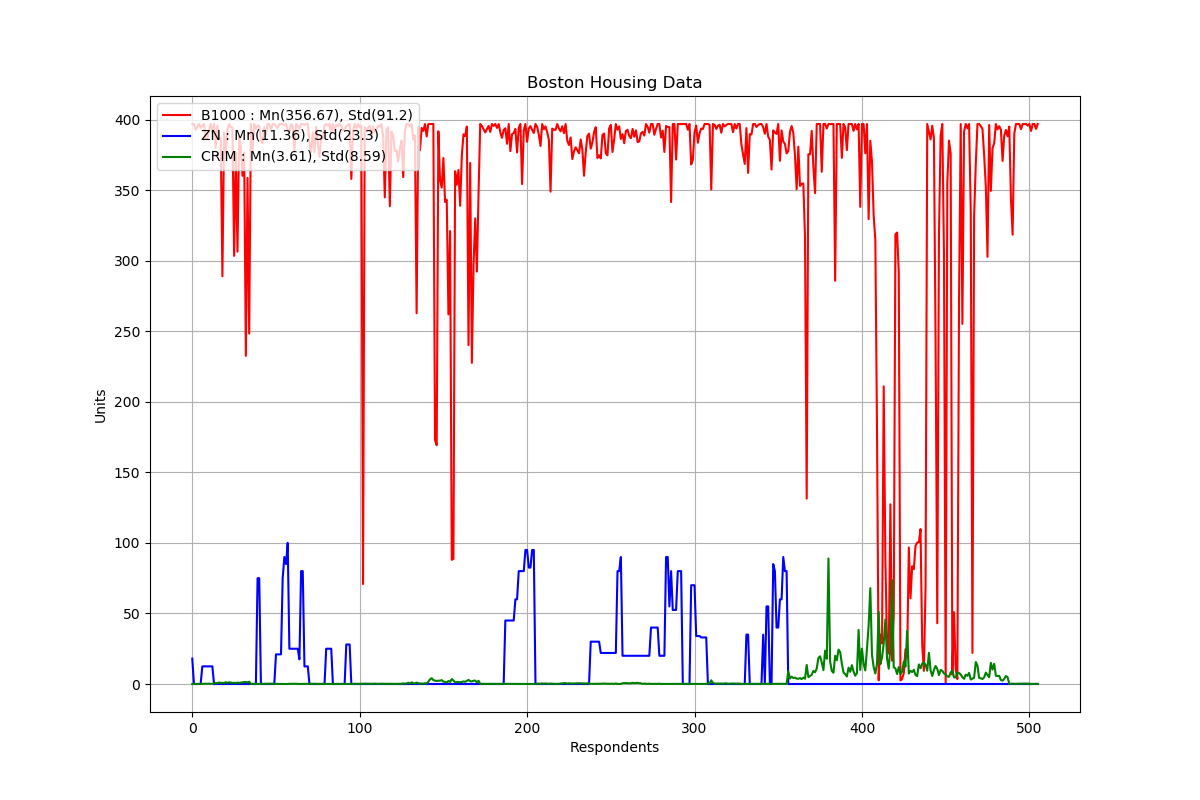 Boston Housing Data
B1000 : Mn(356.67), Std(91.2)
ZN : Mn(11.36), Std(23.3)
CRIM : Mn(3.61), Std(8.59)
Units
400
350
300
250
200
150
100
50
0
0 100 200 300 400 500
Respondents